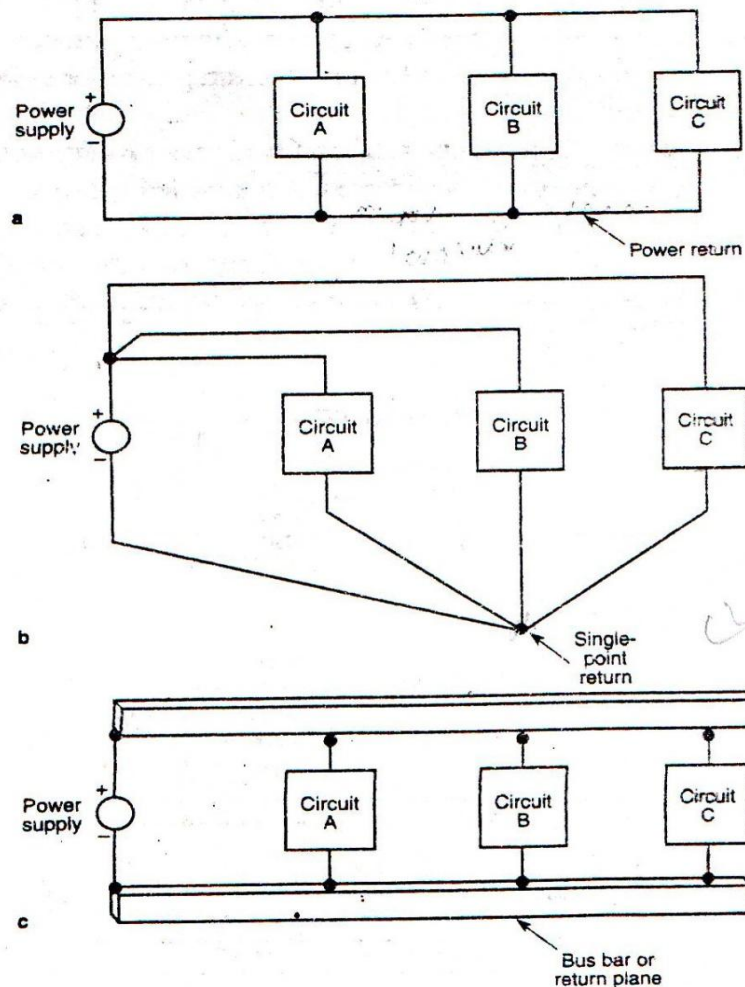 +
Power
supply
−
Circuit
A
Circuit
B
Circuit
C
a
Power return
+
Power
supply
−
Circuit
A
Circuit
B
Circuit
C
b
Single-
point
return
+
Power
supply
−
Circuit
A
Circuit
B
Circuit
C
c
Bus bar or
return plane